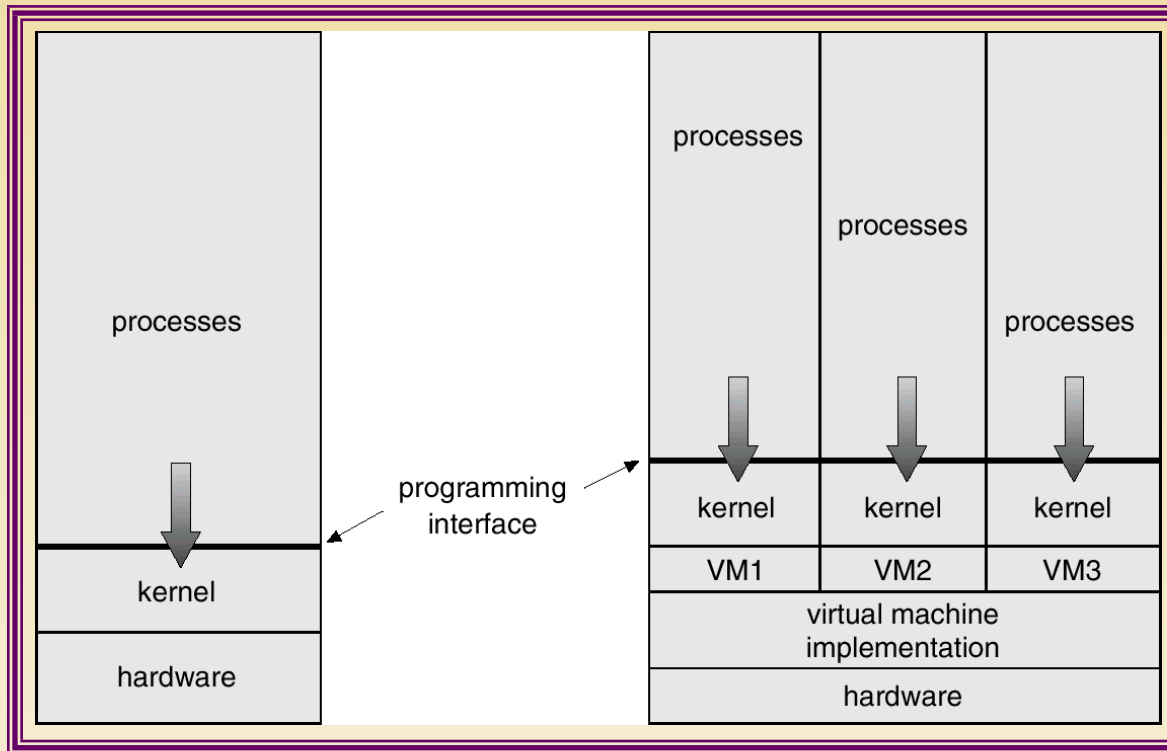 processes
kernel
hardware
programming
interface
processes
processes
processes
kernel
kernel
kernel
VM1
VM2
VM3
virtual machine
implementation
hardware